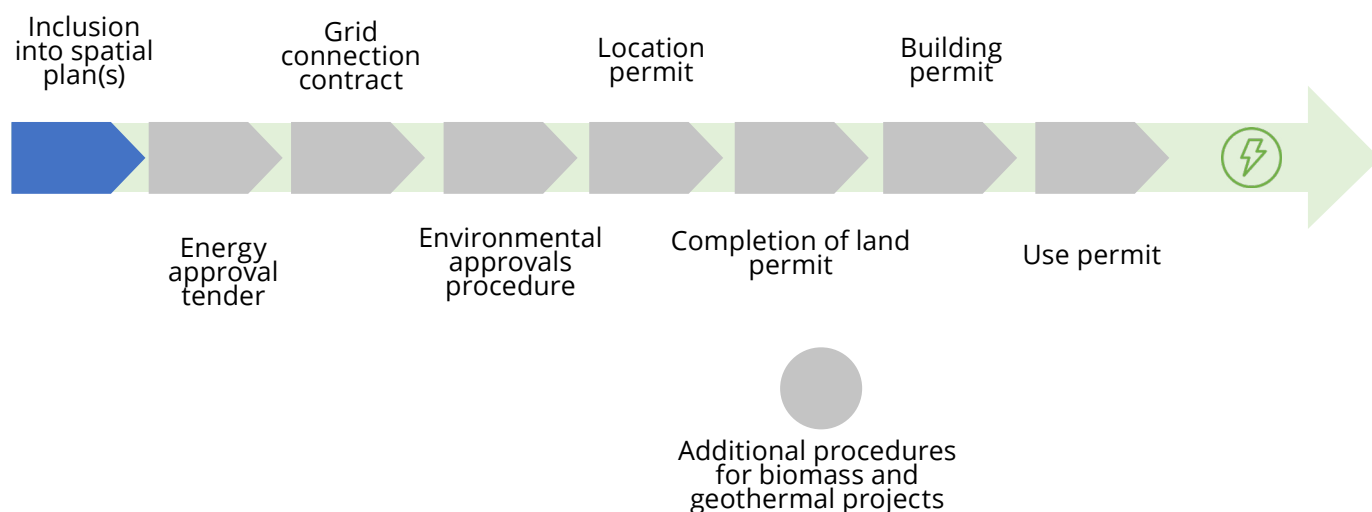 Inclusion
into spatial
plan(s)
Grid
connection
contract
Location
permit
Building
permit
Energy
approval
tender
Environmental
approvals
procedure
Completion of land
permit
Use permit
Additional procedures
for biomass and
geothermal projects